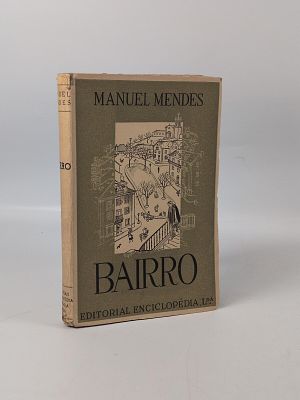 MANUEL MENDES
BAIRRO
EDITORIAL ENCICLOPÉDIA, L.DA